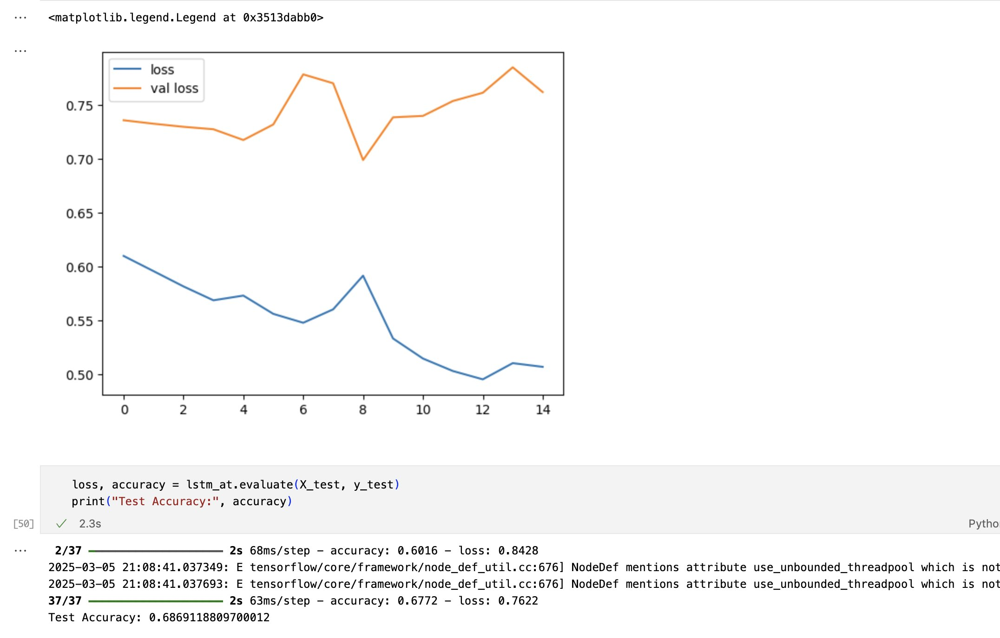 ... <matplotlib.legend.Legend at 0x3513dabb0>
...
loss
val loss
0.75
0.70
0.65
0.60
0.55
0.50
0 2 4 6 8 10 12 14
loss, accuracy = lstm_at.evaluate(X_test, y_test)
print("Test Accuracy:", accuracy)
[50] ✓ 2.3s
... 2/37 2s 68ms/step - accuracy: 0.6016 - loss: 0.8428
2025-03-05 21:08:41.037349: E tensorflow/core/framework/node_def_util.cc:676] NodeDef mentions attribute use_unbounded_threadpool which is not
2025-03-05 21:08:41.037693: E tensorflow/core/framework/node_def_util.cc:676] NodeDef mentions attribute use_unbounded_threadpool which is not
37/37 2s 63ms/step - accuracy: 0.6772 - loss: 0.7622
Test Accuracy: 0.6869118809700012